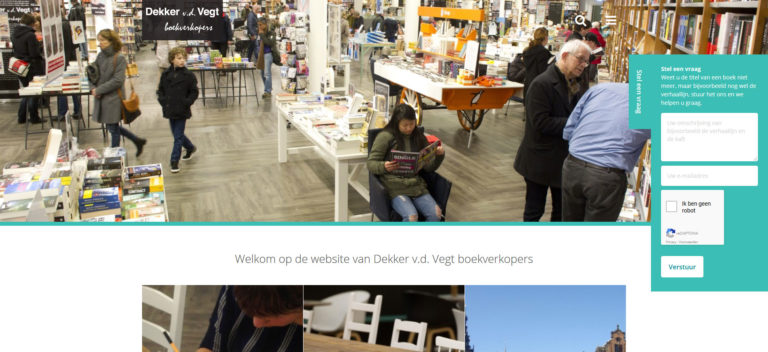 Dekker v.d. Vegt
boekverkopers
Stel een vraag
Stel een vraag
Weet u de titel van een boek niet
meer, maar bijvoorbeeld nog wel de
verhaallijn, stuur het ons en we
helpen u graag.
Uw omschrijving van
bijvoorbeeld de verhaallijn en
de kaft
Uw e-mailadres
Ik ben geen
robot
reCAPTCHA
Privacy - Voorwaarden
Verstuur
Welkom op de website van Dekker v.d. Vegt boekverkopers